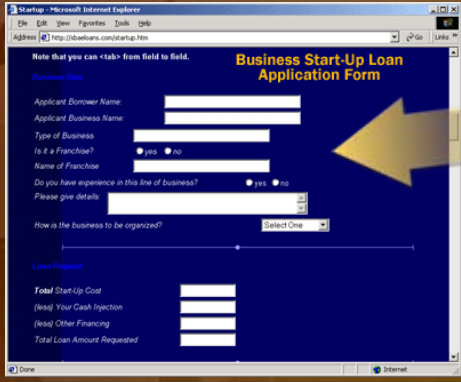 Startup - Microsoft Internet Explorer
File Edit View Favorites Tools Help
Address http://sbaeloans.com/startup.htm Go Links »
Note that you can <tab> from field to field.
Business Start-Up Loan
Application Form
Business Data
Applicant Borrower Name:
Applicant Business Name:
Type of Business
Is it a Franchise? yes no
Name of Franchise
Do you have experience in this line of business? yes no
Please give details:
How is the business to be organized? Select One
Loan Request
Total Start-Up Cost
(less) Your Cash Injection
(less) Other Financing
Total Loan Amount Requested
Done Internet